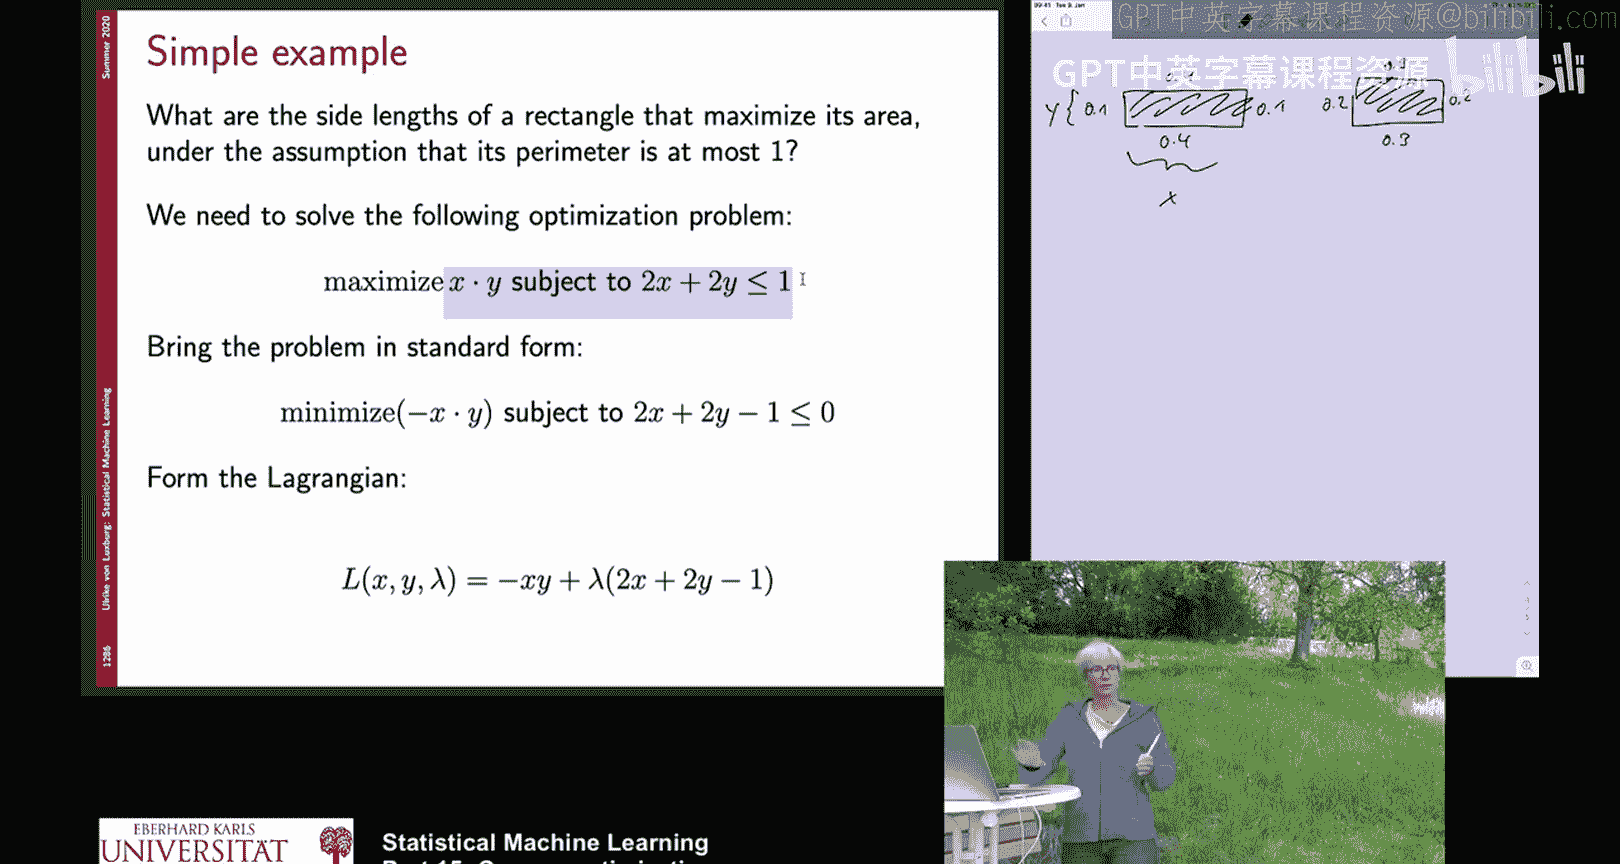 Summer 2020
Simple example
What are the side lengths of a rectangle that maximize its area,
under the assumption that its perimeter is at most 1?
We need to solve the following optimization problem:
maximize x · y subject to 2x + 2y ≤ 1
Bring the problem in standard form:
minimize(−x · y) subject to 2x + 2y − 1 ≤ 0
Form the Lagrangian:
L(x, y, λ) = −xy + λ(2x + 2y − 1)
Ulrike von Luxburg: Statistical Machine Learning
1286
GPT中英字幕课程资源@bilibili.com
GPT中英字幕课程资源 bilibili
y { 0.1
0.1
0.4
x
0.2
0.2
0.3
EBERHARD KARLS
UNIVERSITÄT
Statistical Machine Learning